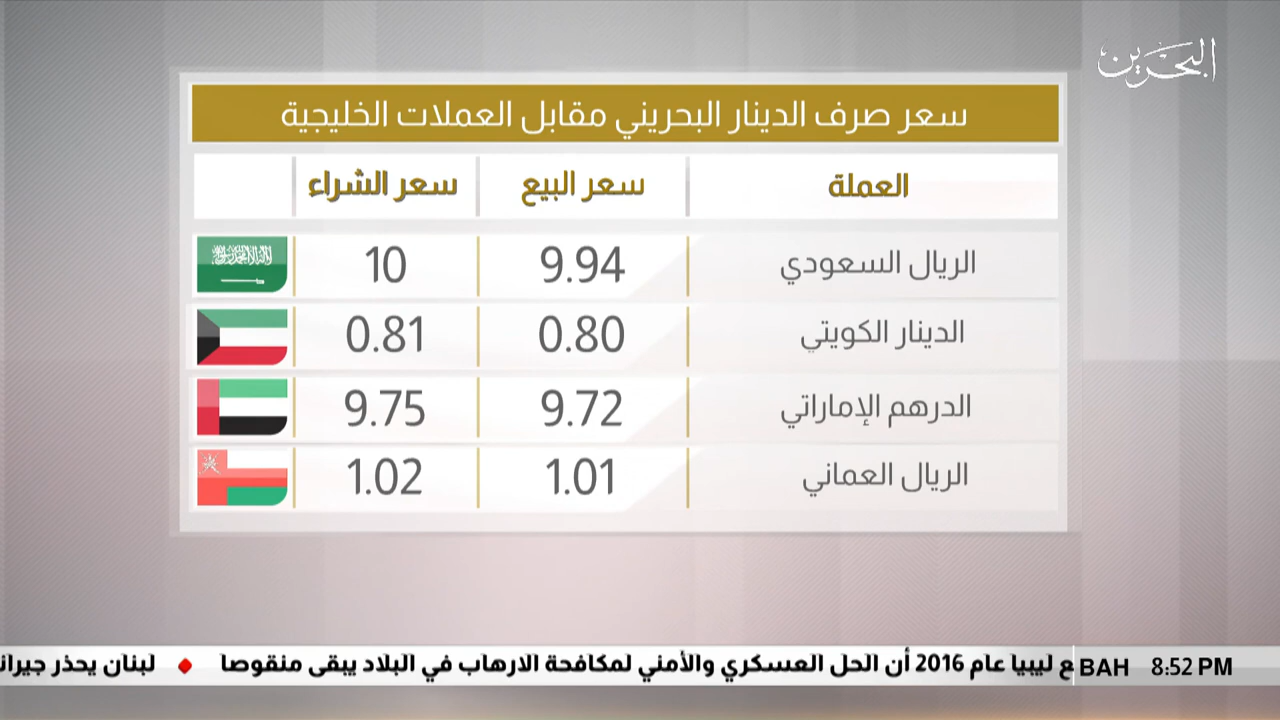 البحرين
سعر صرف الدينار البحريني مقابل العملات الخليجية
العملة سعر البيع سعر الشراء
الريال السعودي 9.94 10
الدينار الكويتي 0.80 0.81
الدرهم الإماراتي 9.72 9.75
الريال العماني 1.01 1.02
BAH 8:52 PM
ع ليبيا عام 2016 أن الحل العسكري والأمني لمكافحة الارهاب في البلاد يبقى منقوصا ♦ لبنان يحذر جيرانـ